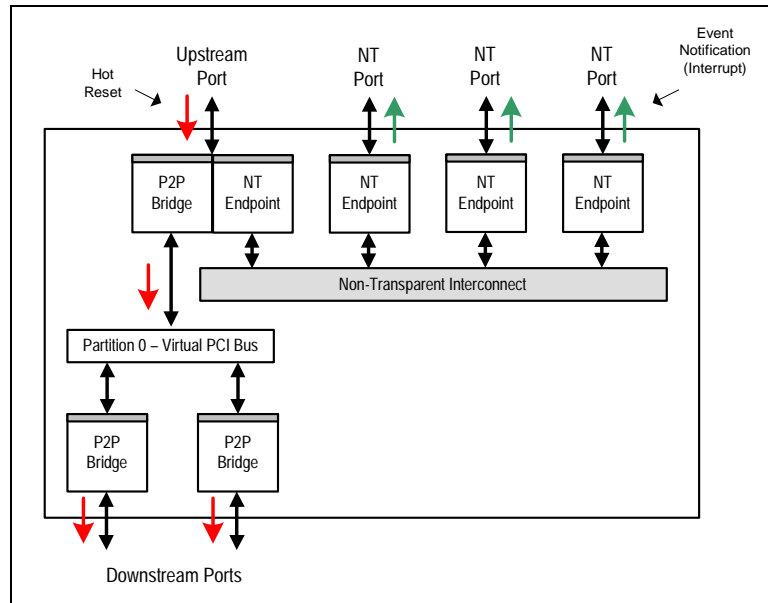 Upstream
Port
NT
Port
NT
Port
NT
Port
Event
Notification
(Interrupt)
Hot
Reset
P2P
Bridge
NT
Endpoint
NT
Endpoint
NT
Endpoint
NT
Endpoint
Non-Transparent Interconnect
Partition 0 – Virtual PCI Bus
P2P
Bridge
P2P
Bridge
Downstream Ports